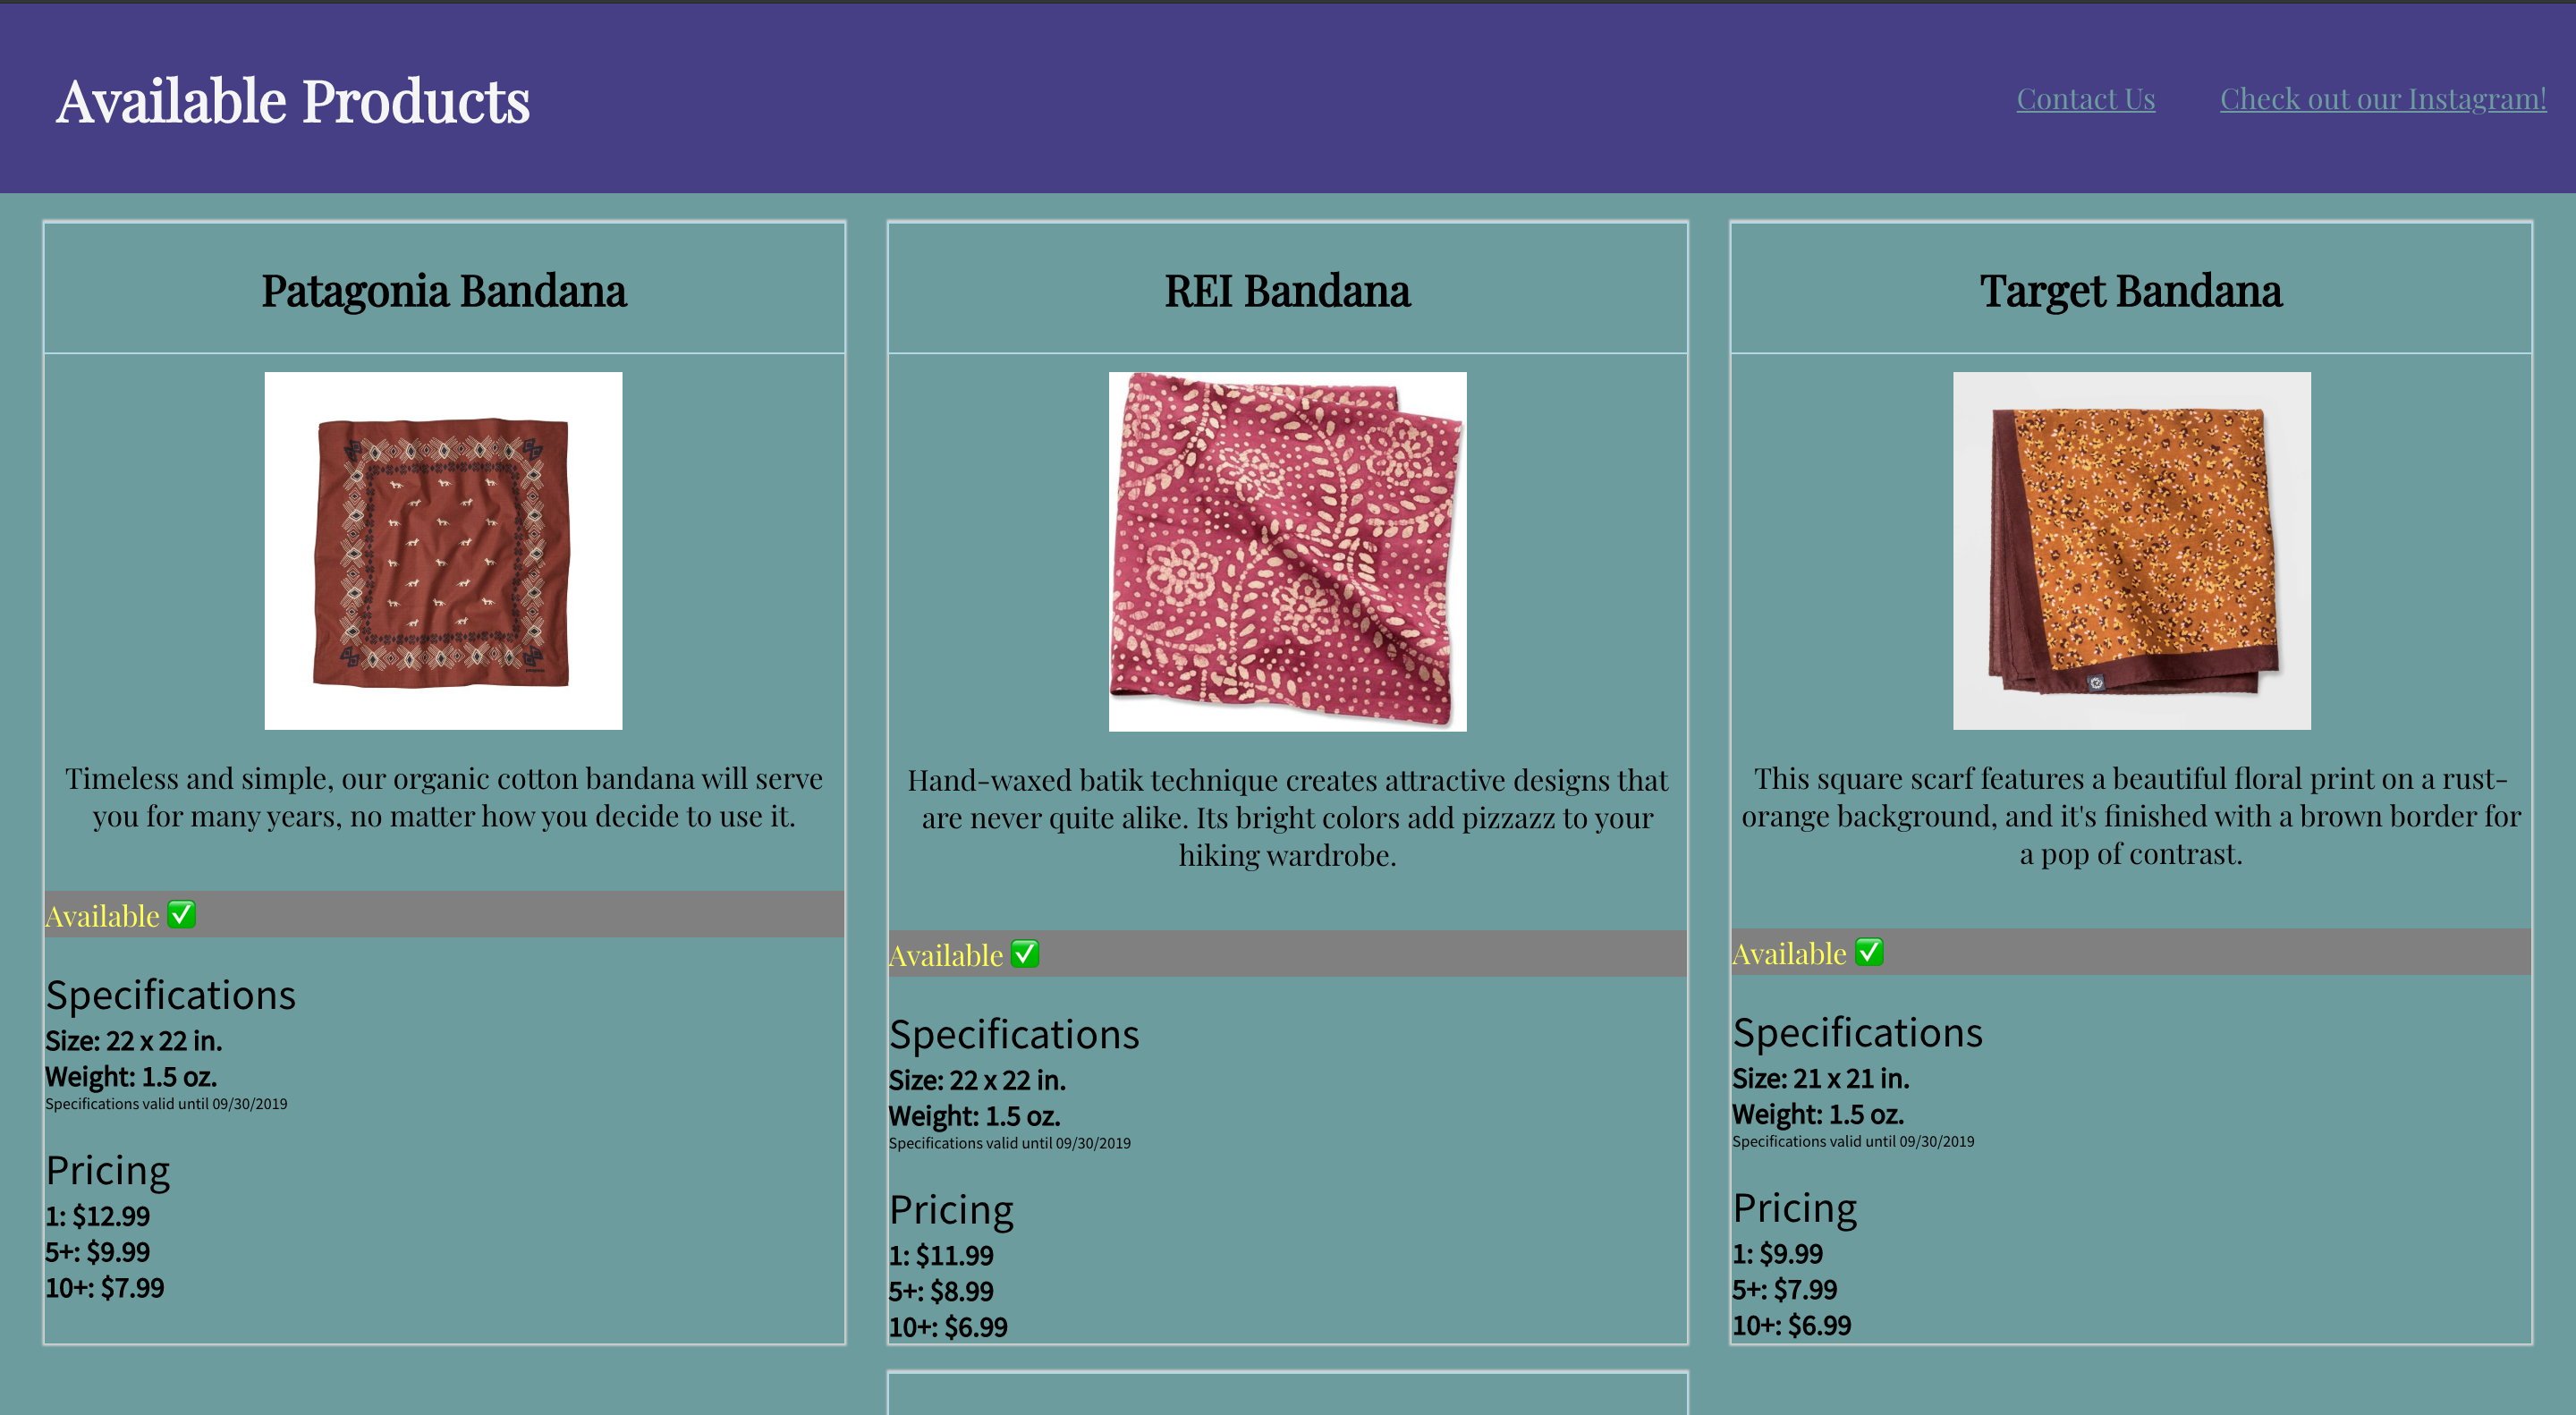 Available Products
Contact Us
Check out our Instagram!
Patagonia Bandana
Timeless and simple, our organic cotton bandana will serve
you for many years, no matter how you decide to use it.
Available ✅
Specifications
Size: 22 x 22 in.
Weight: 1.5 oz.
Specifications valid until 09/30/2019
Pricing
1: $12.99
5+: $9.99
10+: $7.99
REI Bandana
Hand-waxed batik technique creates attractive designs that
are never quite alike. Its bright colors add pizzazz to your
hiking wardrobe.
Available ✅
Specifications
Size: 22 x 22 in.
Weight: 1.5 oz.
Specifications valid until 09/30/2019
Pricing
1: $11.99
5+: $8.99
10+: $6.99
Target Bandana
This square scarf features a beautiful floral print on a rust-
orange background, and it's finished with a brown border for
a pop of contrast.
Available ✅
Specifications
Size: 21 x 21 in.
Weight: 1.5 oz.
Specifications valid until 09/30/2019
Pricing
1: $9.99
5+: $7.99
10+: $6.99